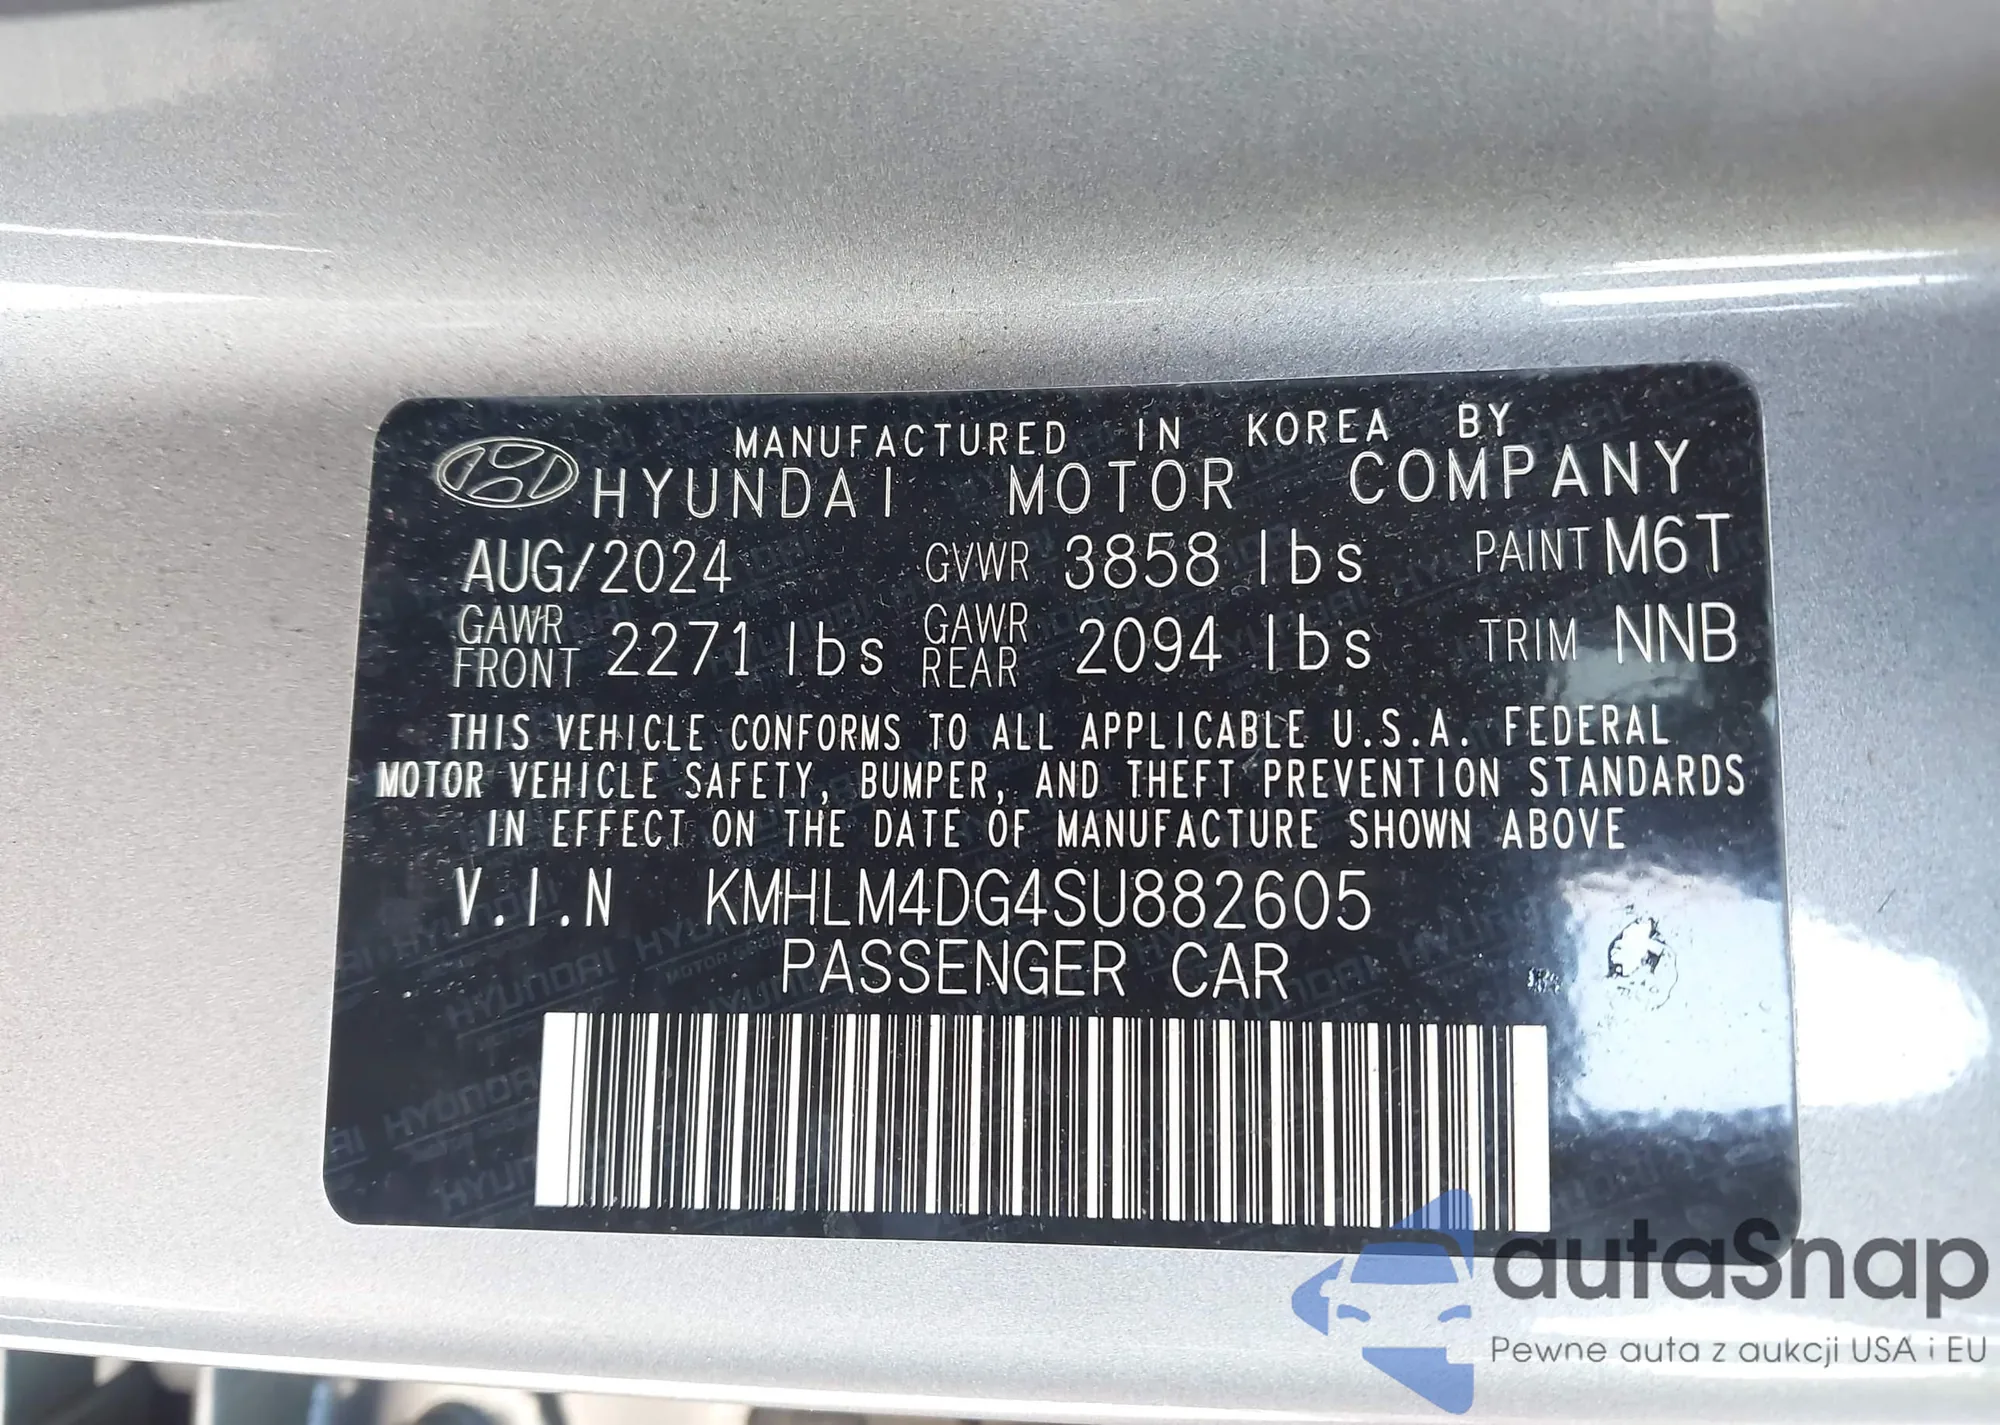 MANUFACTURED IN KOREA BY
HYUNDAI MOTOR COMPANY
AUG/2024 GVWR 3858 lbs PAINT M6T
GAWR FRONT 2271 lbs GAWR REAR 2094 lbs TRIM NNB
THIS VEHICLE CONFORMS TO ALL APPLICABLE U.S.A. FEDERAL
MOTOR VEHICLE SAFETY, BUMPER, AND THEFT PREVENTION STANDARDS
IN EFFECT ON THE DATE OF MANUFACTURE SHOWN ABOVE
V.I.N KMHLM4DG4SU882605
PASSENGER CAR
autaSnap
Pewne auta z aukcji USA i EU